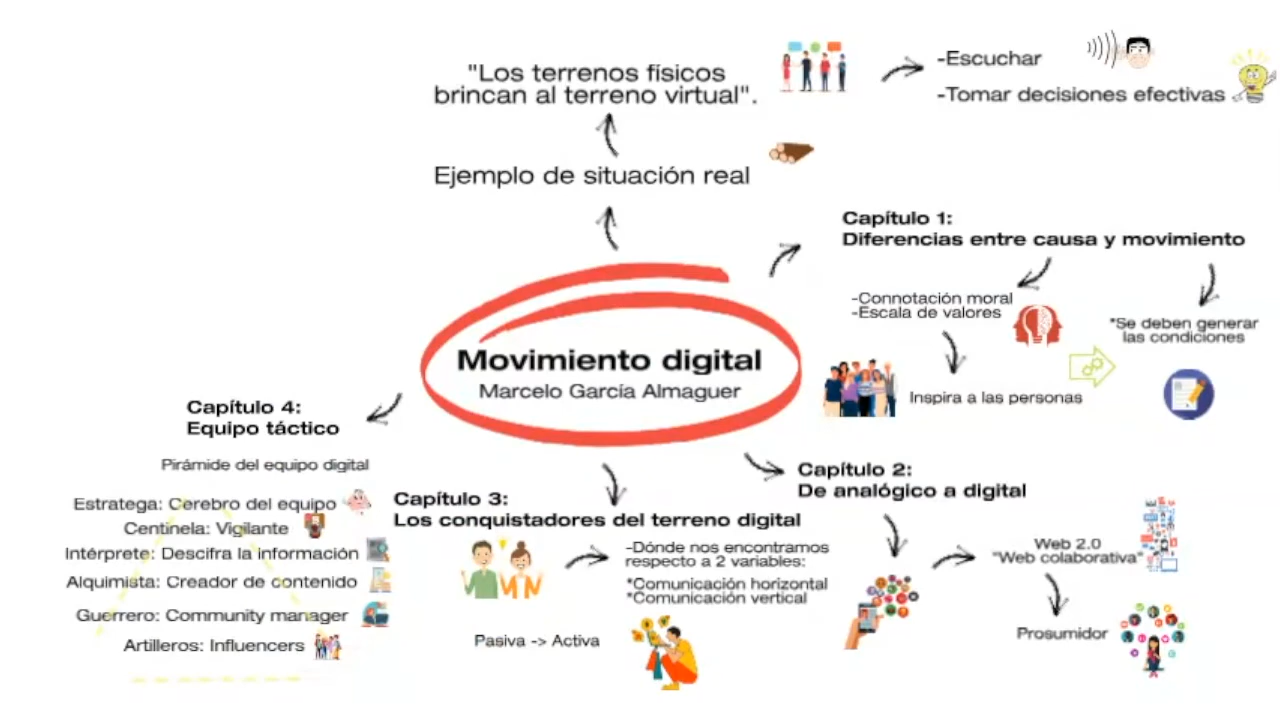 "Los terrenos físicos
brincan al terreno virtual".
-Escuchar
-Tomar decisiones efectivas
Ejemplo de situación real
Capítulo 1:
Diferencias entre causa y movimiento
-Connotación moral
-Escala de valores
Inspira a las personas
*Se deben generar
las condiciones
Movimiento digital
Marcelo García Almaguer
Capítulo 2:
De analógico a digital
Web 2.0
"Web colaborativa"
Prosumidor
Capítulo 3:
Los conquistadores del terreno digital
-Dónde nos encontramos
respecto a 2 variables:
*Comunicación horizontal
*Comunicación vertical
Pasiva -> Activa
Capítulo 4:
Equipo táctico
Pirámide del equipo digital
Estratega: Cerebro del equipo
Centinela: Vigilante
Intérprete: Descifra la información
Alquimista: Creador de contenido
Guerrero: Community manager
Artilleros: Influencers